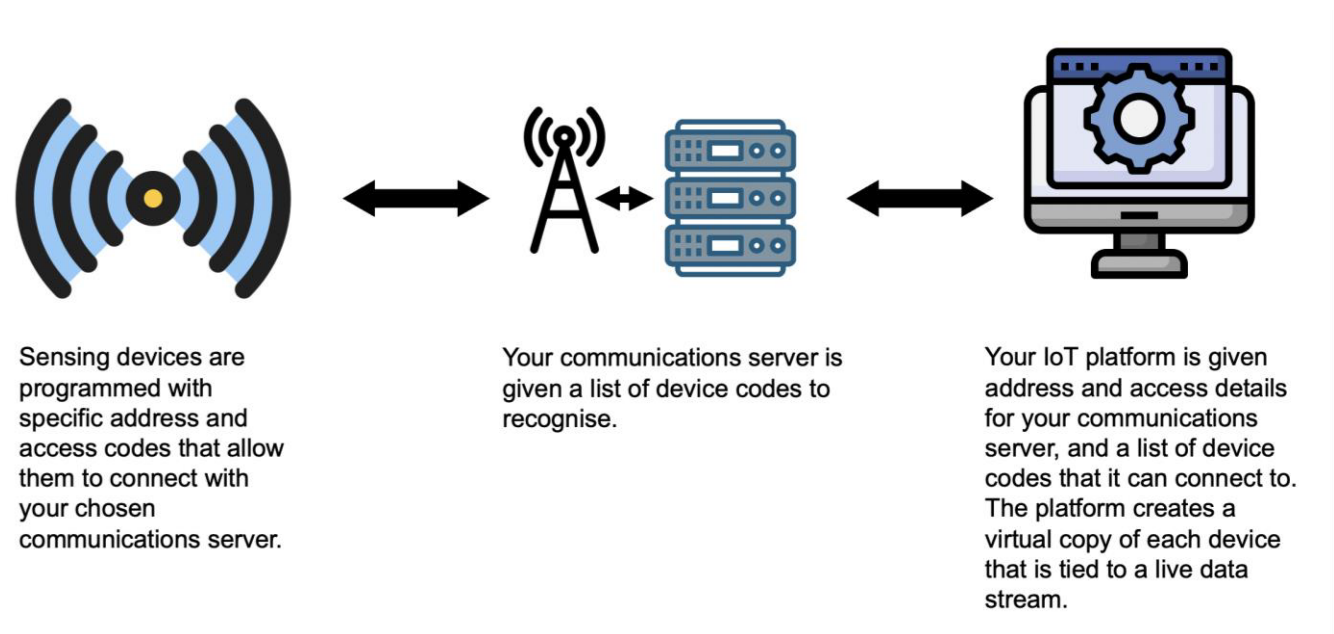 Sensing devices are
programmed with
specific address and
access codes that allow
them to connect with
your chosen
communications server.
Your communications server is
given a list of device codes to
recognise.
Your IoT platform is given
address and access details
for your communications
server, and a list of device
codes that it can connect to.
The platform creates a
virtual copy of each device
that is tied to a live data
stream.